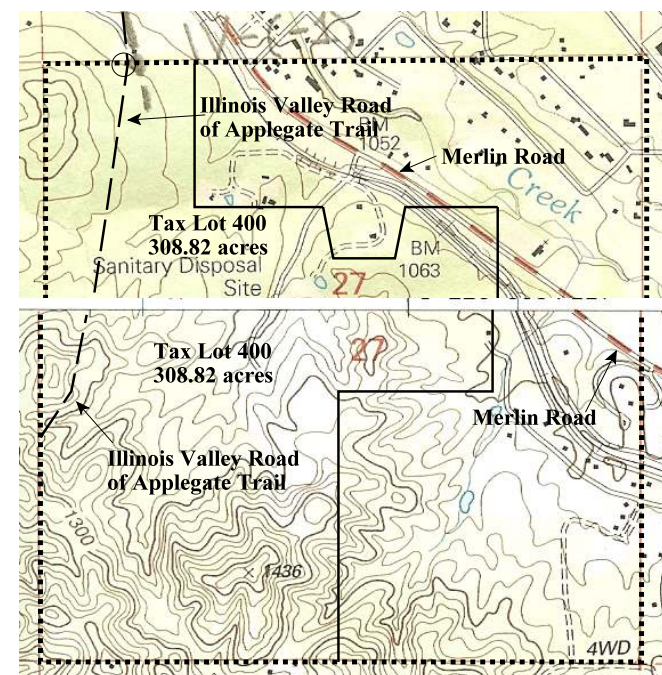 Illinois Valley Road
of Applegate Trail
BM
1052
Merlin Road
Creek
Tax Lot 400
308.82 acres
BM
1063
Sanitary Disposal
Site
27
Tax Lot 400
308.82 acres
27
Merlin Road
Illinois Valley Road
of Applegate Trail
1300
1436
4WD